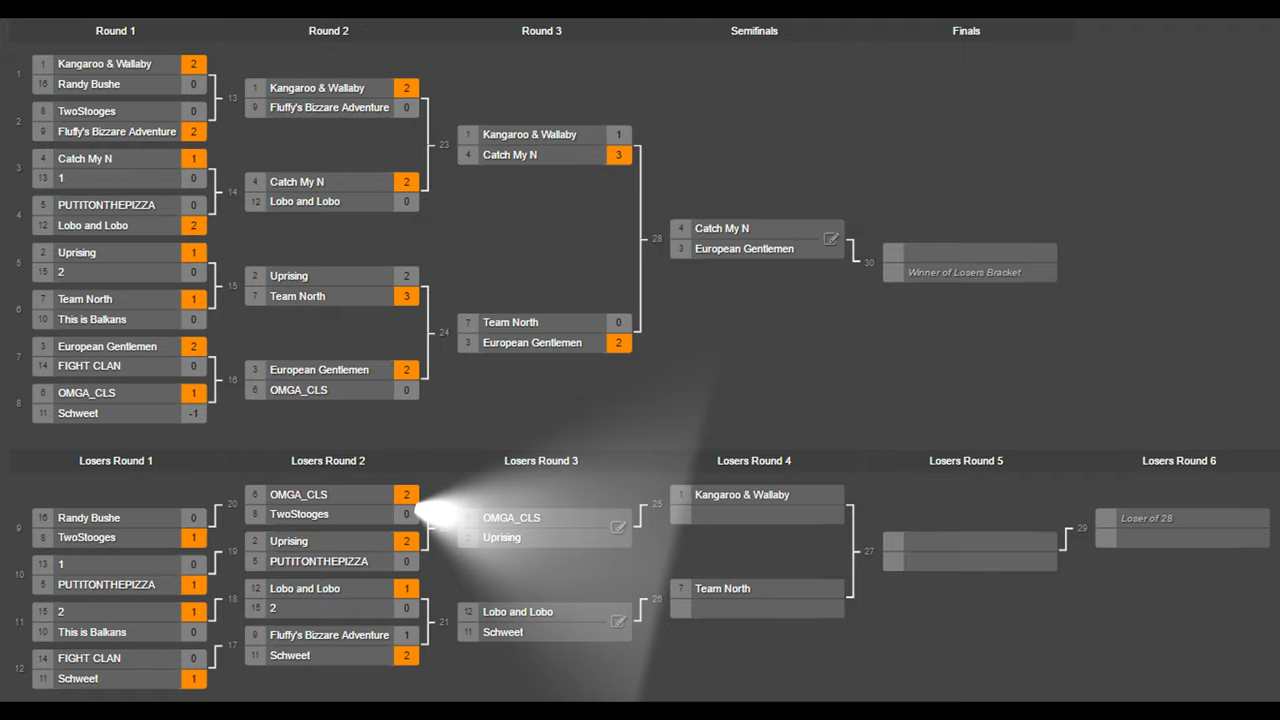 Round 1
Round 2
Round 3
Semifinals
Finals
1
1 Kangaroo & Wallaby 2
16 Randy Bushe 0
2
8 TwoStooges 0
9 Fluffy's Bizzare Adventure 2
3
4 Catch My N 1
13 1 0
4
5 PUTITONTHEPIZZA 0
12 Lobo and Lobo 2
5
2 Uprising 1
15 2 0
6
7 Team North 1
10 This is Balkans 0
7
3 European Gentlemen 2
14 FIGHT CLAN 0
8
6 OMGA_CLS 1
11 Schweet -1
13
1 Kangaroo & Wallaby 2
9 Fluffy's Bizzare Adventure 0
14
4 Catch My N 2
12 Lobo and Lobo 0
15
2 Uprising 2
7 Team North 3
16
3 European Gentlemen 2
6 OMGA_CLS 0
23
1 Kangaroo & Wallaby 1
4 Catch My N 3
24
7 Team North 0
3 European Gentlemen 2
28
4 Catch My N
3 European Gentlemen
30
Winner of Losers Bracket
Losers Round 1
Losers Round 2
Losers Round 3
Losers Round 4
Losers Round 5
Losers Round 6
9
16 Randy Bushe 0
8 TwoStooges 1
10
13 1 0
5 PUTITONTHEPIZZA 1
11
15 2 1
10 This is Balkans 0
12
14 FIGHT CLAN 0
11 Schweet 1
20
6 OMGA_CLS 2
TwoStooges 0
19
2 Uprising 2
5 PUTITONTHEPIZZA 0
18
12 Lobo and Lobo 1
15 2 0
17
9 Fluffy's Bizzare Adventure 1
11 Schweet 2
OMGA_CLS
Uprising
21
12 Lobo and Lobo
11 Schweet
25
1 Kangaroo & Wallaby
26
7 Team North
27
29
Loser of 28